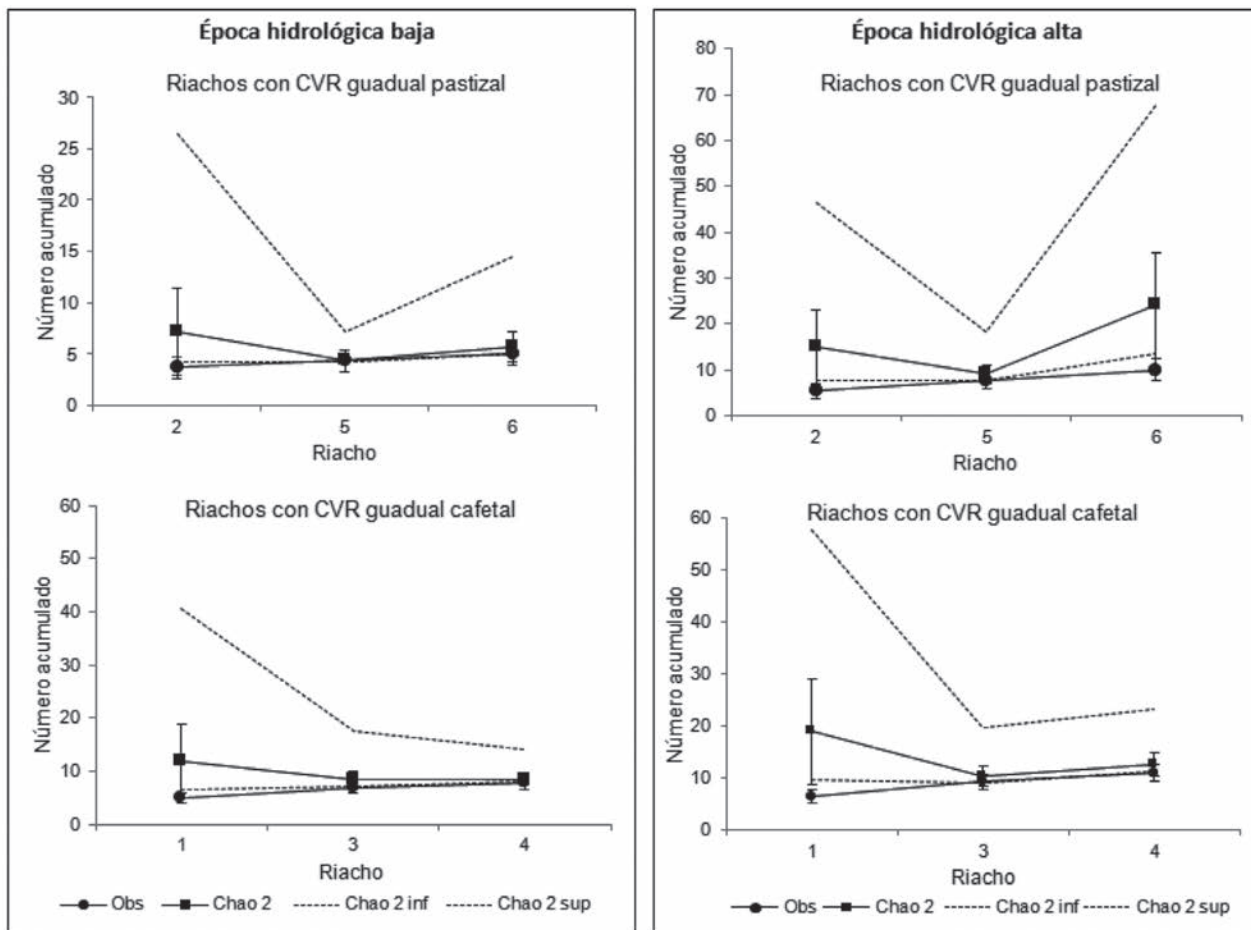 Época hidrológica baja
Riachos con CVR guadual pastizal
Número acumulado
30
25
20
15
10
5
0
2 5 6
Riacho
Riachos con CVR guadual cafetal
Número acumulado
60
50
40
30
20
10
0
1 3 4
Riacho
Obs Chao 2 Chao 2 inf Chao 2 sup
Época hidrológica alta
Riachos con CVR guadual pastizal
Número acumulado
80
70
60
50
40
30
20
10
0
2 5 6
Riacho
Riachos con CVR guadual cafetal
Número acumulado
60
50
40
30
20
10
0
1 3 4
Riacho
Obs Chao 2 Chao 2 inf Chao 2 sup